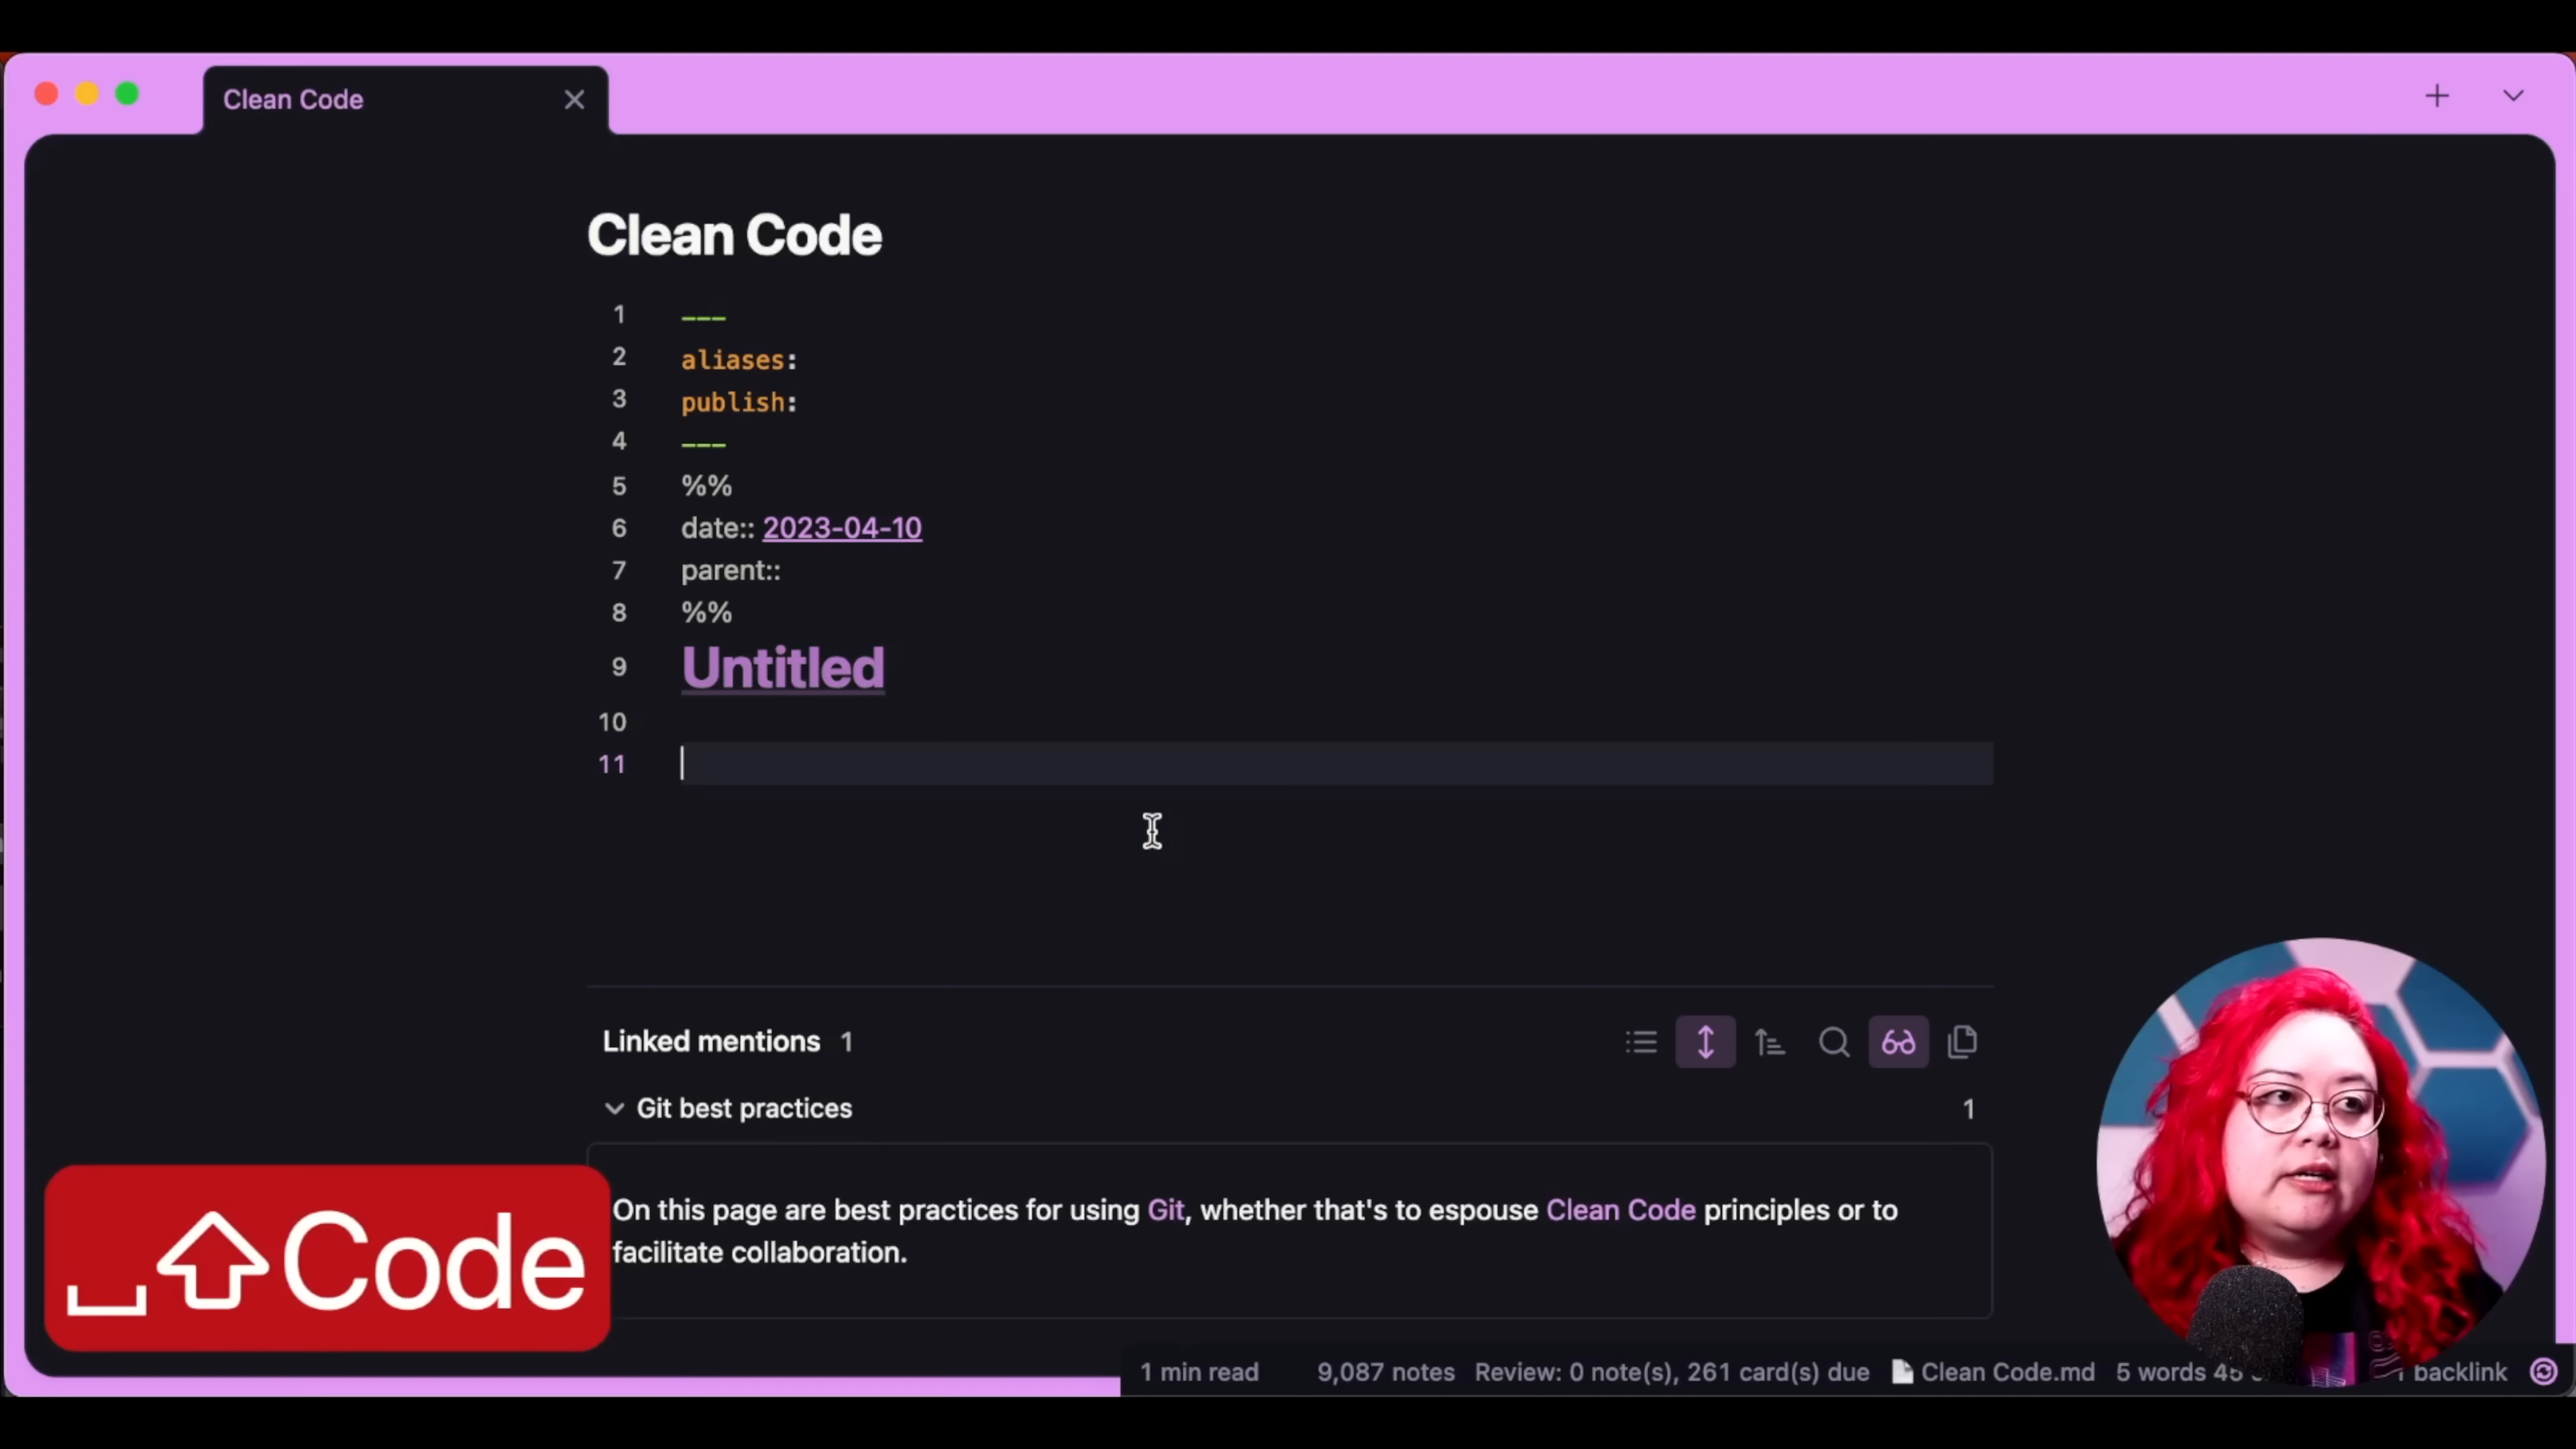 Clean Code
Clean Code
1 ---
2 aliases:
3 publish:
4 ---
5 %%
6 date:: 2023-04-10
7 parent::
8 %%
9 Untitled
10
11
Linked mentions 1
Git best practices 1
On this page are best practices for using Git, whether that's to espouse Clean Code principles or to
facilitate collaboration.
Code
1 min read 9,087 notes Review: 0 note(s), 261 card(s) due Clean Code.md 5 words 45 backlink